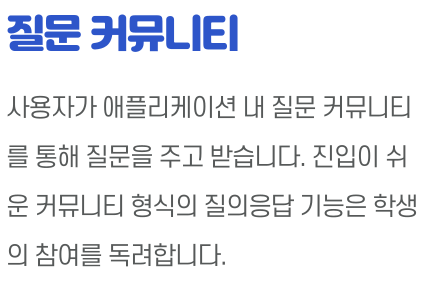 질문 커뮤니티
사용자가 애플리케이션 내 질문 커뮤니티
를 통해 질문을 주고 받습니다. 진입이 쉬
운 커뮤니티 형식의 질의응답 기능은 학생
의 참여를 독려합니다.